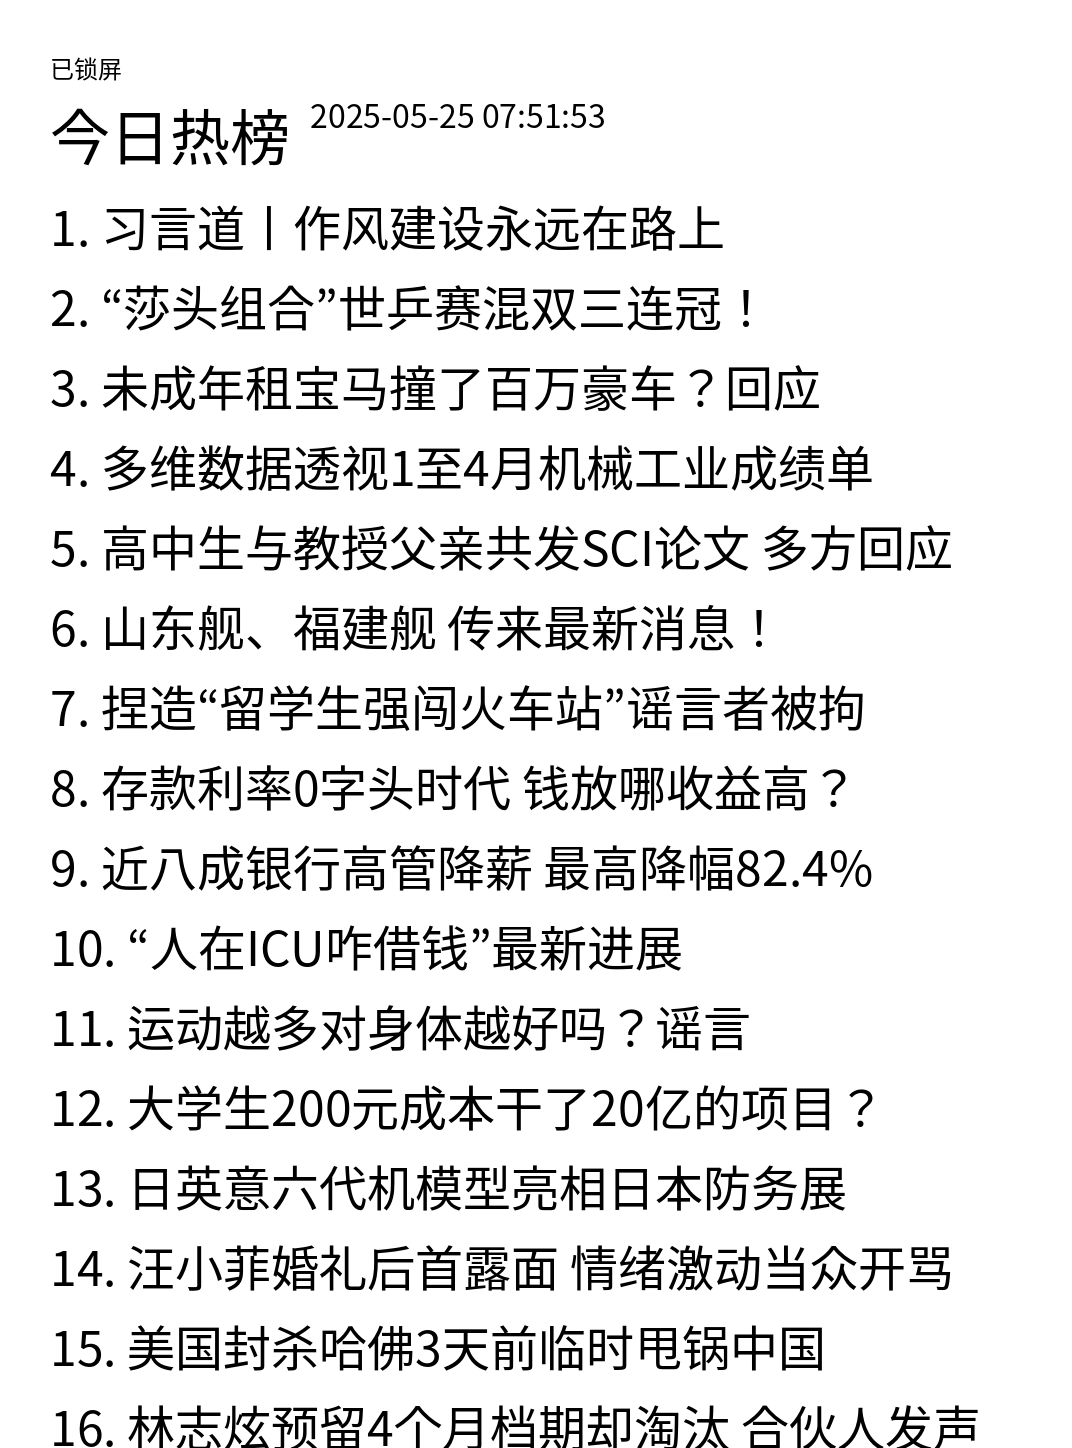 已锁屏
今日热榜 2025-05-25 07:51:53
1. 习言道丨作风建设永远在路上
2. “莎头组合”世乒赛混双三连冠！
3. 未成年租宝马撞了百万豪车？回应
4. 多维数据透视1至4月机械工业成绩单
5. 高中生与教授父亲共发SCI论文 多方回应
6. 山东舰、福建舰 传来最新消息！
7. 捏造“留学生强闯火车站”谣言者被拘
8. 存款利率0字头时代 钱放哪收益高？
9. 近八成银行高管降薪 最高降幅82.4%
10. “人在ICU咋借钱”最新进展
11. 运动越多对身体越好吗？谣言
12. 大学生200元成本干了20亿的项目？
13. 日英意六代机模型亮相日本防务展
14. 汪小菲婚礼后首露面 情绪激动当众开骂
15. 美国封杀哈佛3天前临时甩锅中国
16. 林志炫预留4个月档期却淘汰 合伙人发声